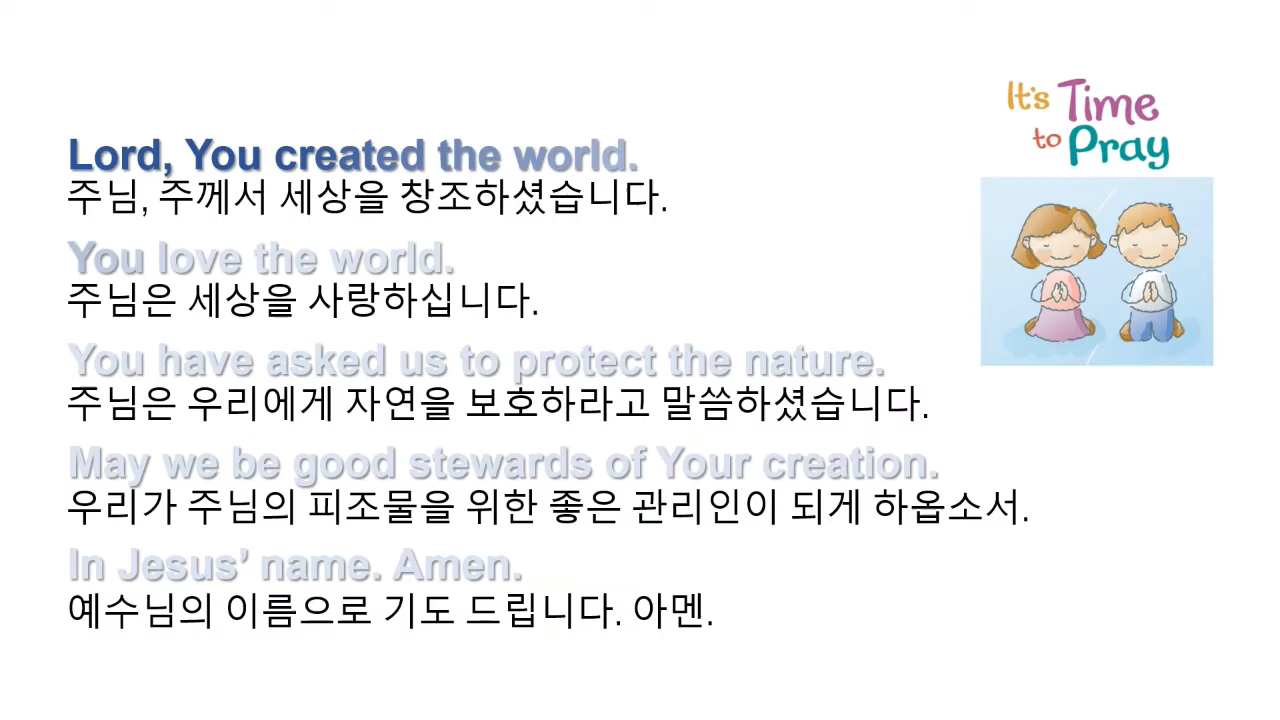 It's Time
to Pray
Lord, You created the world.
주님, 주께서 세상을 창조하셨습니다.
You love the world.
주님은 세상을 사랑하십니다.
You have asked us to protect the nature.
주님은 우리에게 자연을 보호하라고 말씀하셨습니다.
May we be good stewards of Your creation.
우리가 주님의 피조물을 위한 좋은 관리인이 되게 하옵소서.
In Jesus’ name. Amen.
예수님의 이름으로 기도 드립니다. 아멘.